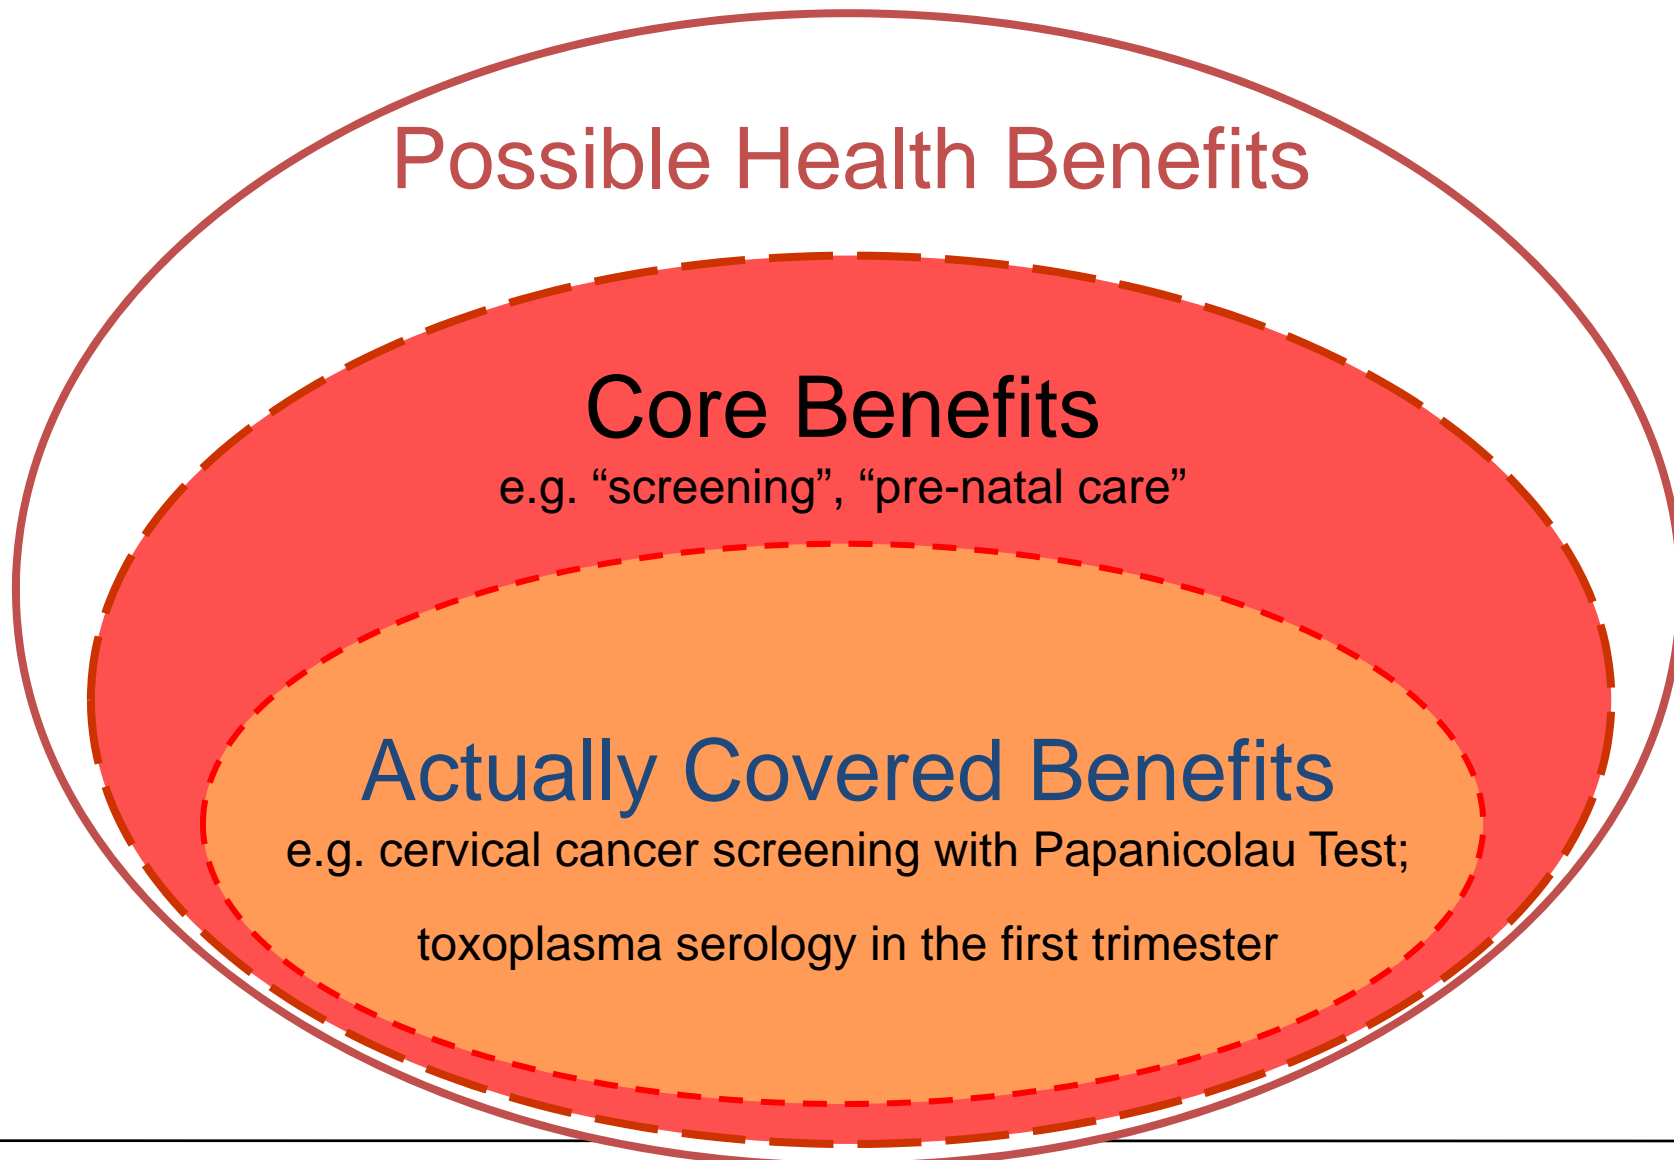 Possible Health Benefits
Core Benefits
e.g. “screening”, “pre-natal care”
Actually Covered Benefits
e.g. cervical cancer screening with Papanicolau Test;
toxoplasma serology in the first trimester